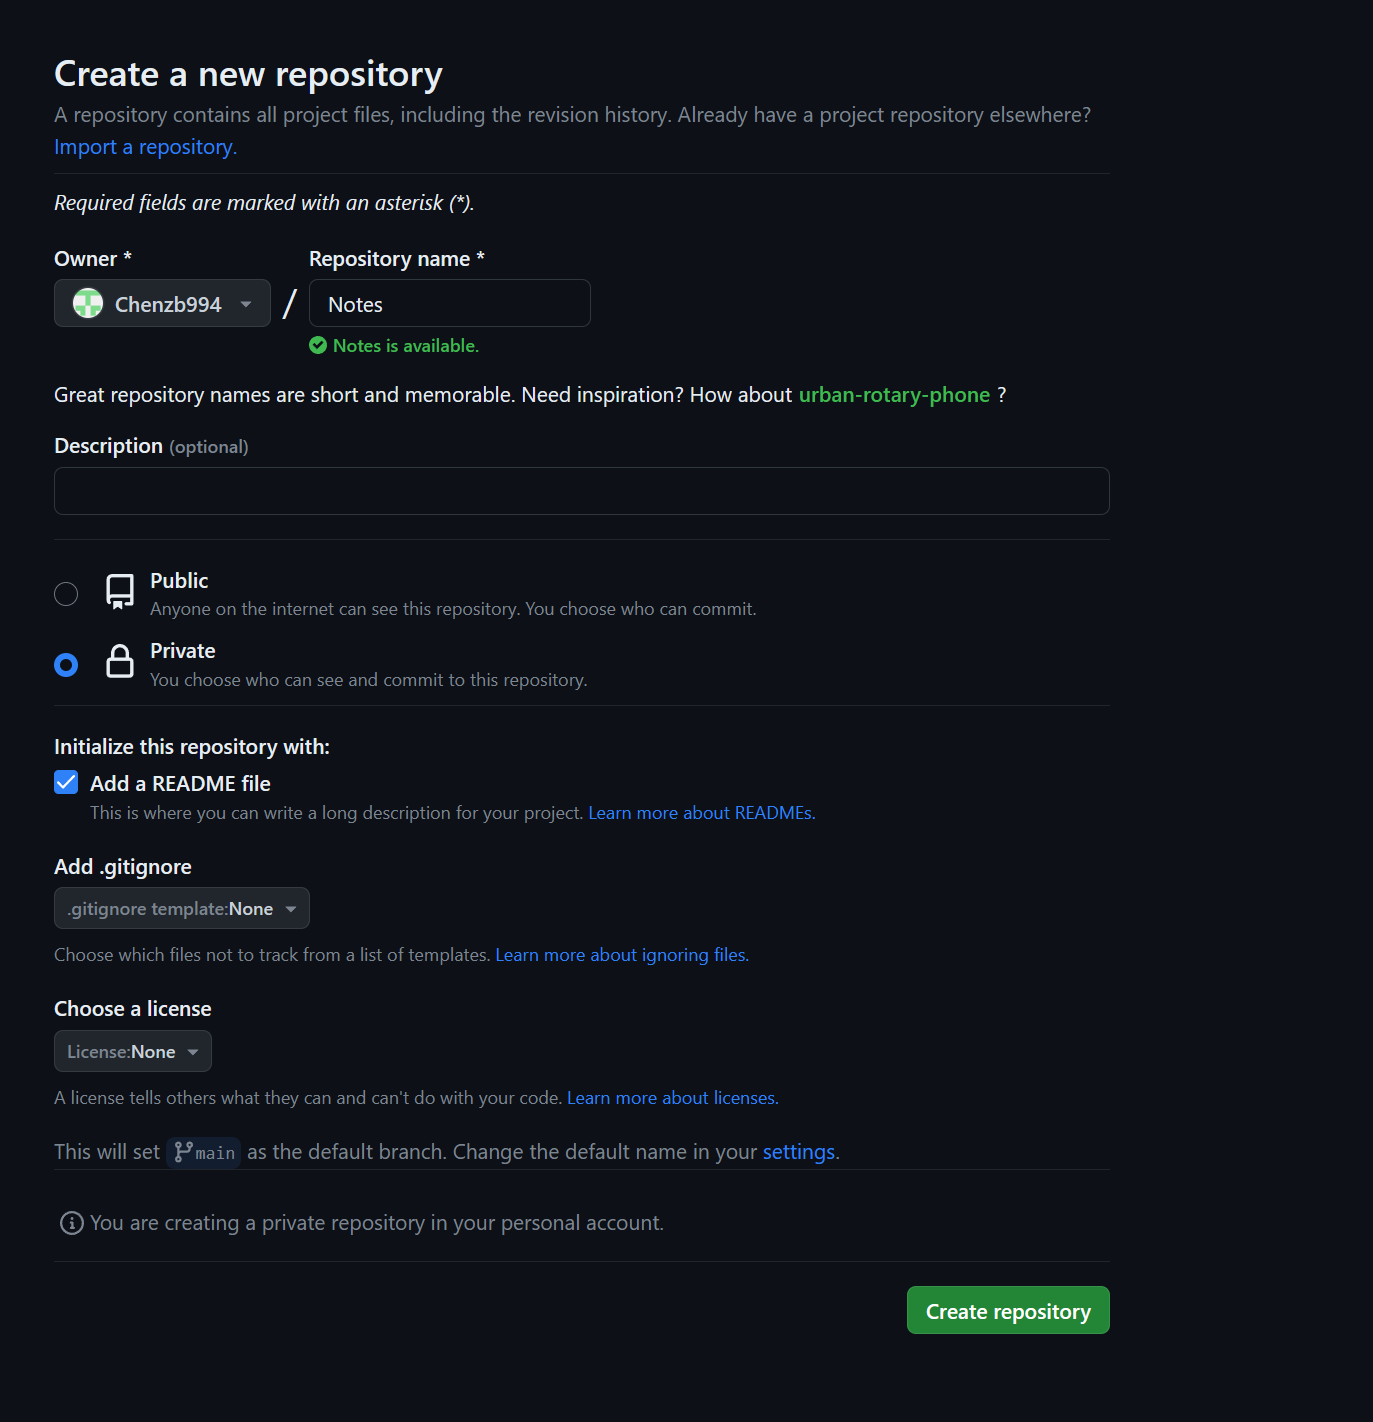 Create a new repository
A repository contains all project files, including the revision history. Already have a project repository elsewhere?
Import a repository.
Required fields are marked with an asterisk (*).
Owner * Repository name *
Chenzb994 / Notes
Notes is available.
Great repository names are short and memorable. Need inspiration? How about urban-rotary-phone ?
Description (optional)
Public
Anyone on the internet can see this repository. You choose who can commit.
Private
You choose who can see and commit to this repository.
Initialize this repository with:
Add a README file
This is where you can write a long description for your project. Learn more about READMEs.
Add .gitignore
.gitignore template:None
Choose which files not to track from a list of templates. Learn more about ignoring files.
Choose a license
License:None
A license tells others what they can and can't do with your code. Learn more about licenses.
This will set main as the default branch. Change the default name in your settings.
You are creating a private repository in your personal account.
Create repository